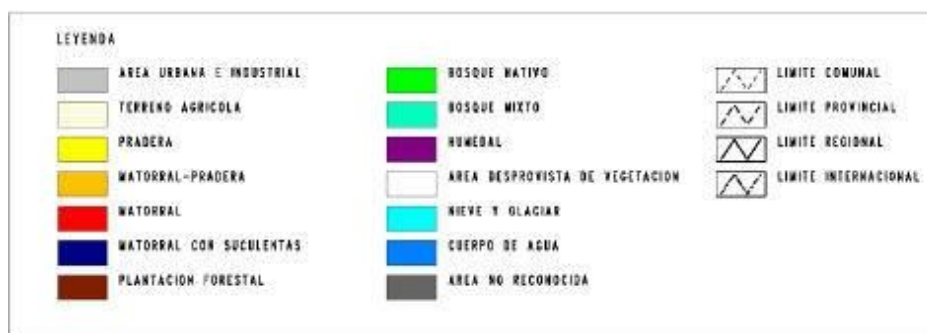 LEYENDA
AREA URBANA E INDUSTRIAL
TERRENO AGRICOLA
PRADERA
MATORRAL-PRADERA
MATORRAL
MATORRAL CON SUCULENTAS
PLANTACION FORESTAL
BOSQUE NATIVO
BOSQUE MIXTO
HUMEDAL
AREA DESPROVISTA DE VEGETACION
NIEVE Y GLACIAR
CUERPO DE AGUA
AREA NO RECONOCIDA
LIMITE COMUNAL
LIMITE PROVINCIAL
LIMITE REGIONAL
LIMITE INTERNACIONAL